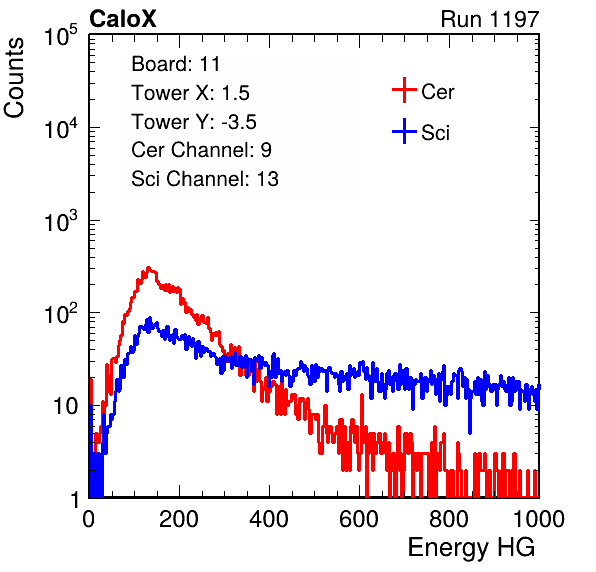 CaloX Run 1197
Counts
10^5
10^4
10^3
10^2
10
1
Board: 11
Tower X: 1.5
Tower Y: -3.5
Cer Channel: 9
Sci Channel: 13
Cer
Sci
0 200 400 600 800 1000
Energy HG